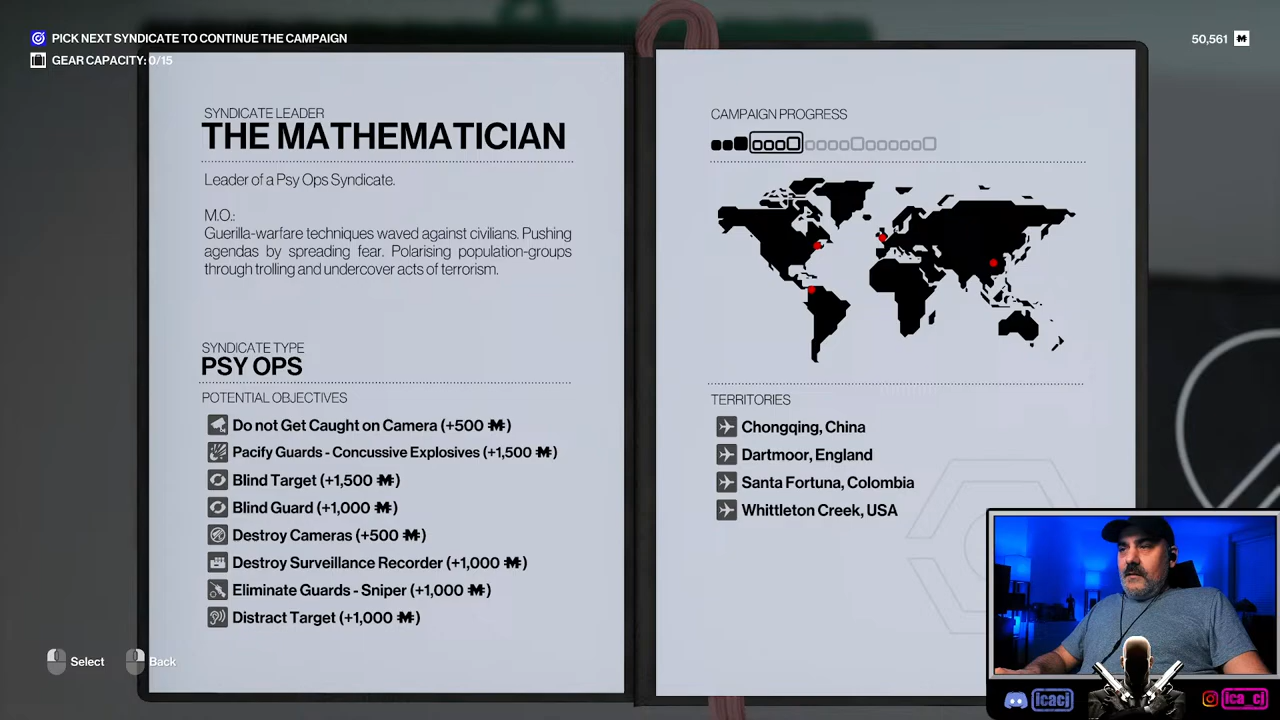 PICK NEXT SYNDICATE TO CONTINUE THE CAMPAIGN
50,561
GEAR CAPACITY: 0/15
SYNDICATE LEADER
THE MATHEMATICIAN
Leader of a Psy Ops Syndicate.
M.O.:
Guerilla-warfare techniques waved against civilians. Pushing
agendas by spreading fear. Polarising population-groups
through trolling and undercover acts of terrorism.
SYNDICATE TYPE
PSY OPS
POTENTIAL OBJECTIVES
Do not Get Caught on Camera (+500)
Pacify Guards - Concussive Explosives (+1,500)
Blind Target (+1,500)
Blind Guard (+1,000)
Destroy Cameras (+500)
Destroy Surveillance Recorder (+1,000)
Eliminate Guards - Sniper (+1,000)
Distract Target (+1,000)
CAMPAIGN PROGRESS
TERRITORIES
Chongqing, China
Dartmoor, England
Santa Fortuna, Colombia
Whittleton Creek, USA
Select
Back
icacj
ica_cj